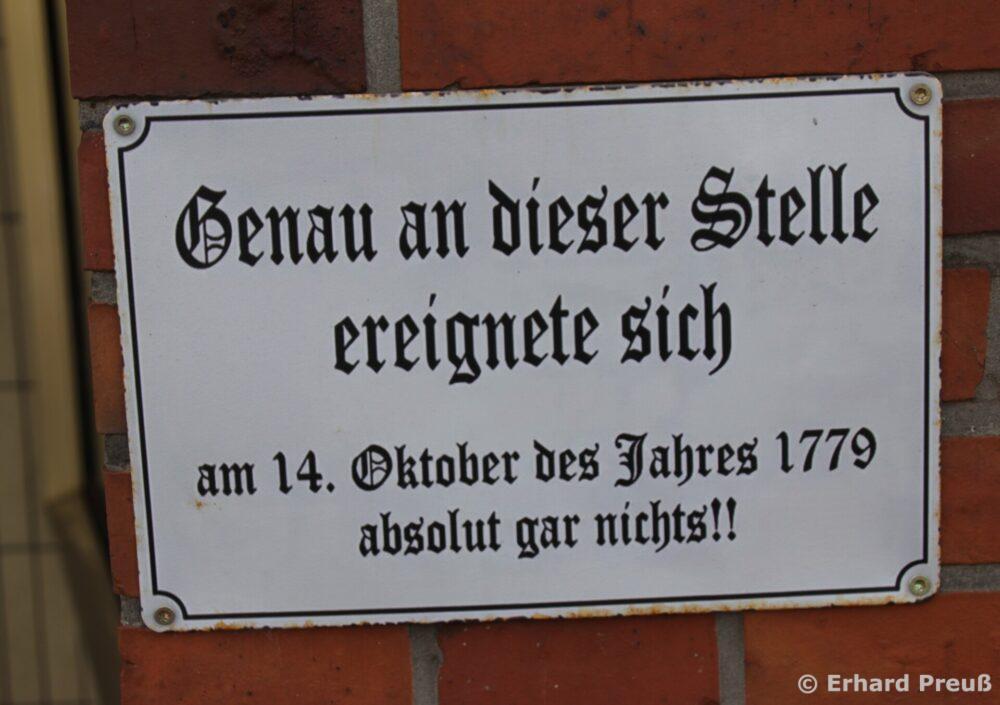 Genau an dieser Stelle
ereignete sich
am 14. Oktober des Jahres 1779
absolut gar nichts!!
© Erhard Preuß